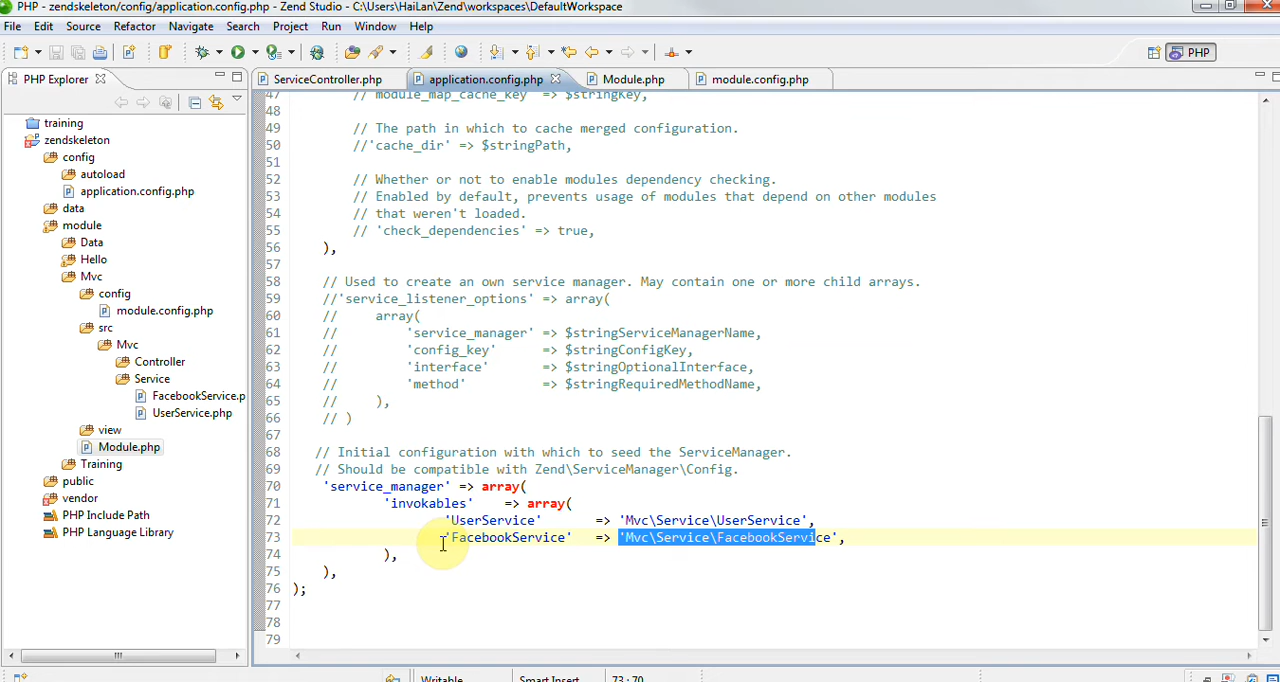 PHP - zendskeleton/config/application.config.php - Zend Studio - C:\Users\HaiLan\Zend\workspaces\DefaultWorkspace
File Edit Source Refactor Navigate Search Project Run Window Help
PHP
PHP Explorer
ServiceController.php application.config.php Module.php module.config.php
training
zendskeleton
config
autoload
application.config.php
data
module
Data
Hello
Mvc
config
module.config.php
src
Mvc
Controller
Service
FacebookService.p
UserService.php
view
Module.php
Training
public
vendor
PHP Include Path
PHP Language Library
47 // module_map_cache_key => $stringKey,
48
49 // The path in which to cache merged configuration.
50 //'cache_dir' => $stringPath,
51
52 // Whether or not to enable modules dependency checking.
53 // Enabled by default, prevents usage of modules that depend on other modules
54 // that weren't loaded.
55 // 'check_dependencies' => true,
56 ),
57
58 // Used to create an own service manager. May contain one or more child arrays.
59 //'service_listener_options' => array(
60 // array(
61 // 'service_manager' => $stringServiceManagerName,
62 // 'config_key' => $stringConfigKey,
63 // 'interface' => $stringOptionalInterface,
64 // 'method' => $stringRequiredMethodName,
65 // ),
66 // )
67
68 // Initial configuration with which to seed the ServiceManager.
69 // Should be compatible with Zend\ServiceManager\Config.
70 'service_manager' => array(
71 'invokables' => array(
72 'UserService' => 'Mvc\Service\UserService',
73 'FacebookService' => 'Mvc\Service\FacebookService',
74 ),
75 ),
76 );
77
78
79
Writable Smart Insert 73 : 70